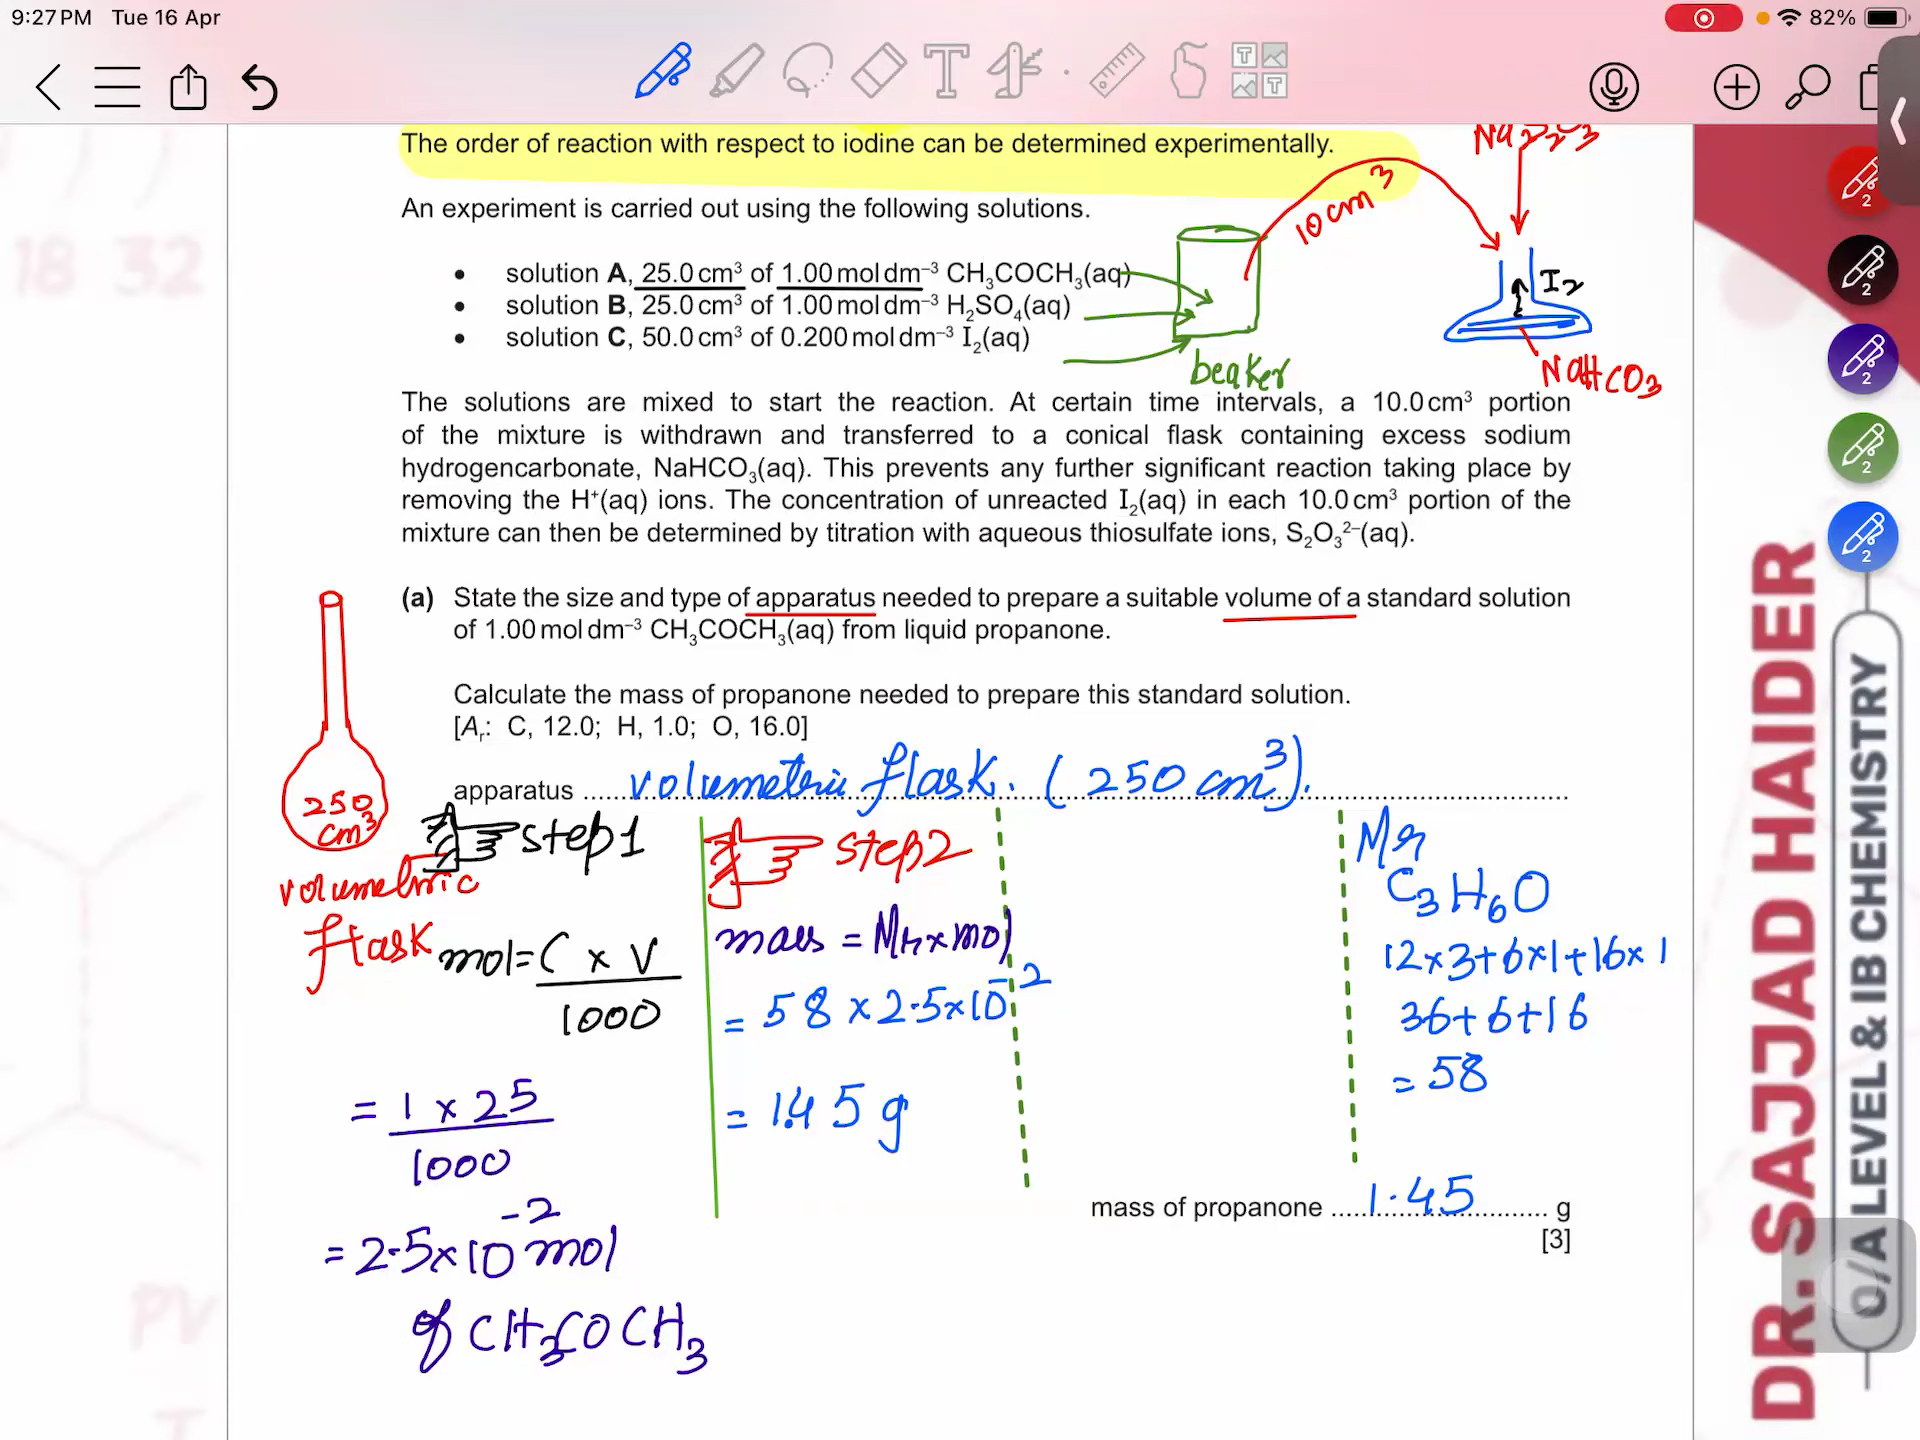 9:27 PM Tue 16 Apr
82%
The order of reaction with respect to iodine can be determined experimentally.
An experiment is carried out using the following solutions.
• solution A, 25.0 cm³ of 1.00 mol dm⁻³ CH₃COCH₃(aq)
• solution B, 25.0 cm³ of 1.00 mol dm⁻³ H₂SO₄(aq)
• solution C, 50.0 cm³ of 0.200 mol dm⁻³ I₂(aq)
10 cm³
Na₂S₂O₃
I₂
beaker
NaHCO₃
The solutions are mixed to start the reaction. At certain time intervals, a 10.0 cm³ portion
of the mixture is withdrawn and transferred to a conical flask containing excess sodium
hydrogencarbonate, NaHCO₃(aq). This prevents any further significant reaction taking place by
removing the H⁺(aq) ions. The concentration of unreacted I₂(aq) in each 10.0 cm³ portion of the
mixture can then be determined by titration with aqueous thiosulfate ions, S₂O₃²⁻(aq).
(a) State the size and type of apparatus needed to prepare a suitable volume of a standard solution
of 1.00 mol dm⁻³ CH₃COCH₃(aq) from liquid propanone.
Calculate the mass of propanone needed to prepare this standard solution.
[Aᵣ: C, 12.0; H, 1.0; O, 16.0]
apparatus volumetric flask. (250 cm³).
250
cm³
volumetric
flask
step1
mol = C x V
1000
= 1 x 25
1000
= 2.5x10⁻² mol
of CH₃COCH₃
step2
mass = Mr x mol
= 58 x 2.5x10⁻²
= 1.45 g
Mr
C₃H₆O
12x3+6x1+16x1
36+6+16
= 58
mass of propanone 1.45 g
[3]
18 32
PV
T
2
2
2
2
2
DR. SAJJAD HAIDER
O/A LEVEL & IB CHEMISTRY